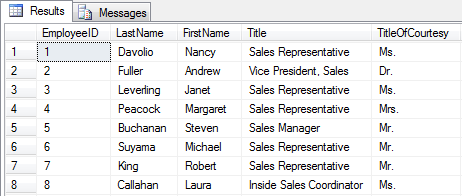 Results Messages
EmployeeID LastName FirstName Title TitleOfCourtesy
1 1 Davolio Nancy Sales Representative Ms.
2 2 Fuller Andrew Vice President, Sales Dr.
3 3 Leverling Janet Sales Representative Ms.
4 4 Peacock Margaret Sales Representative Mrs.
5 5 Buchanan Steven Sales Manager Mr.
6 6 Suyama Michael Sales Representative Mr.
7 7 King Robert Sales Representative Mr.
8 8 Callahan Laura Inside Sales Coordinator Ms.